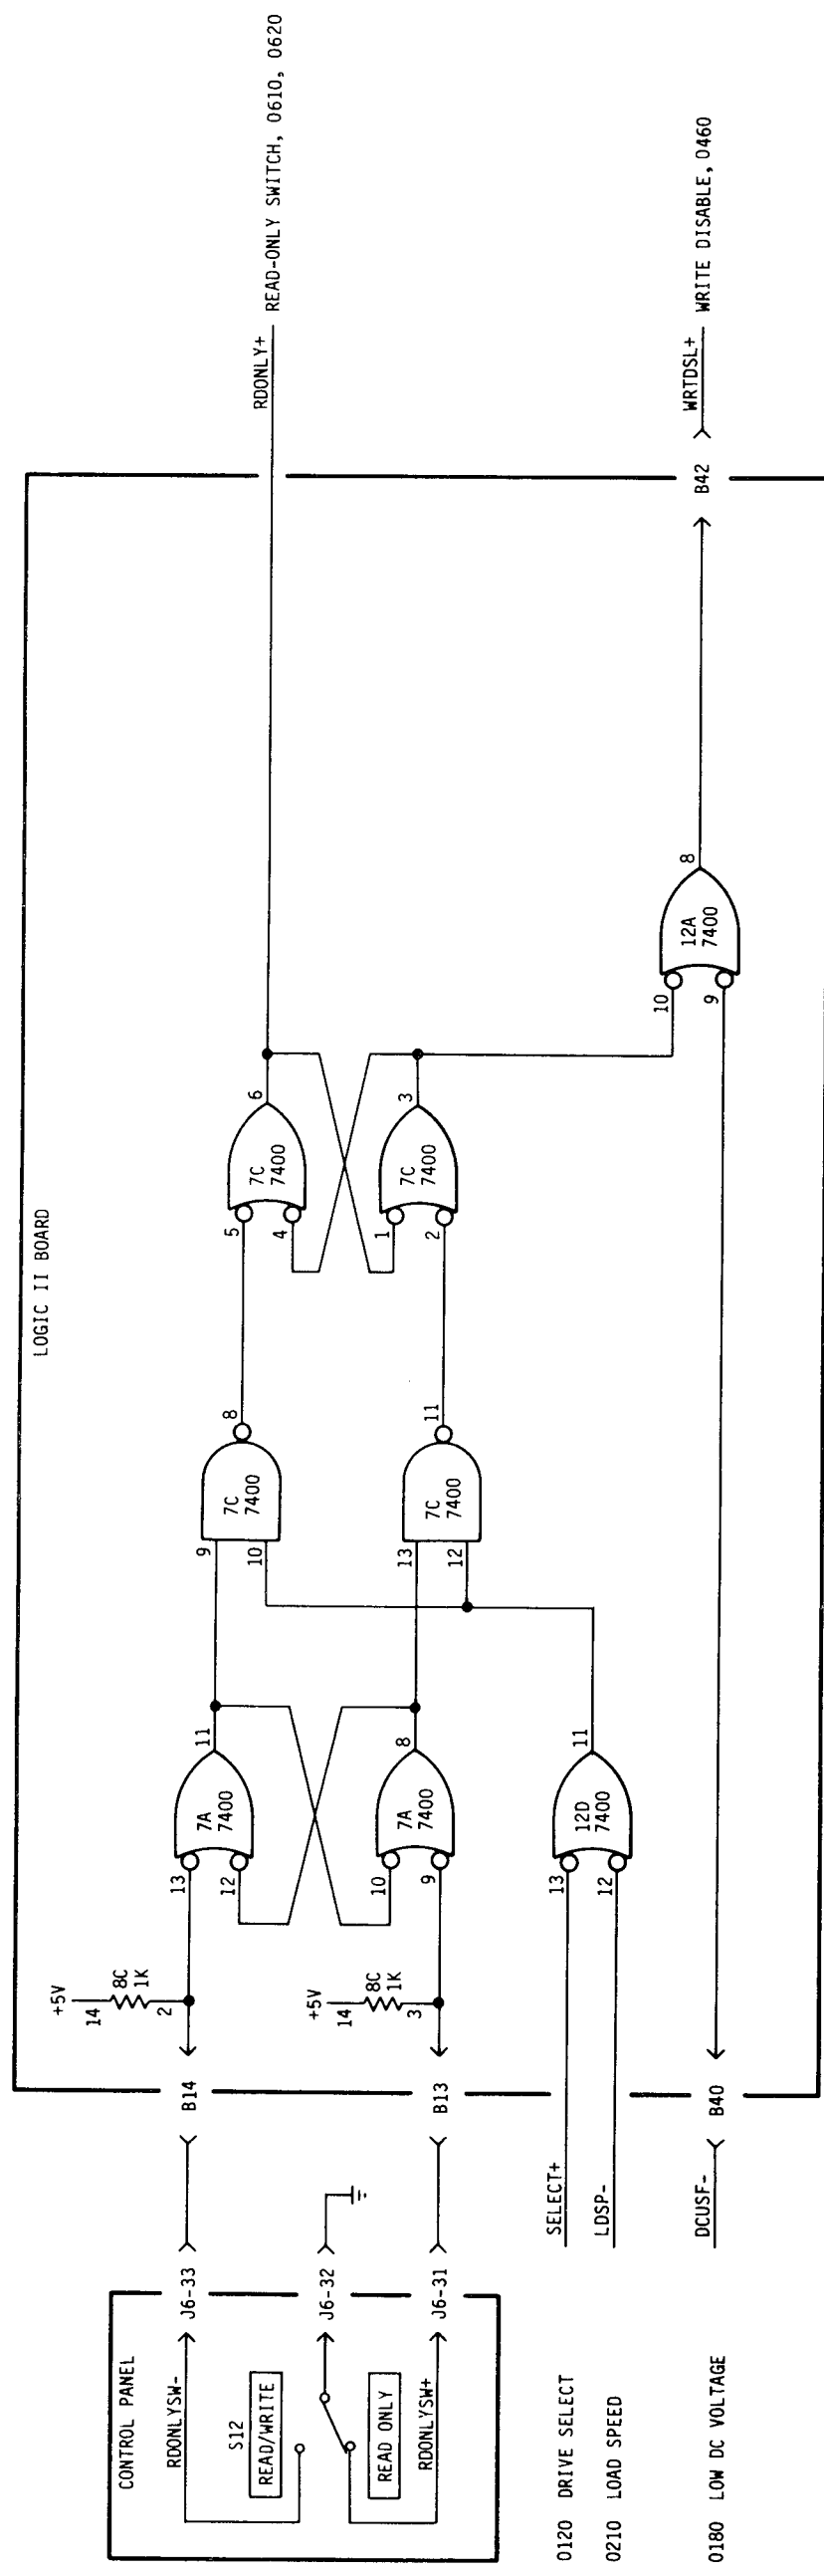 LOGIC II BOARD
CONTROL PANEL
RDONLYSW-
J6-33
B14
+5V
14
8C
1K
2
13
12
7A
7400
11
9
10
7C
7400
8
5
4
7C
7400
6
RDONLY+
READ-ONLY SWITCH, 0610, 0620
S12
READ/WRITE
J6-32
READ ONLY
RDONLYSW+
J6-31
B13
+5V
14
8C
1K
3
10
9
7A
7400
8
13
12
7C
7400
11
1
2
7C
7400
3
0120 DRIVE SELECT
SELECT+
0210 LOAD SPEED
LDSP-
13
12
12D
7400
11
0180 LOW DC VOLTAGE
DCUSF-
B40
10
9
12A
7400
8
B42
WRTDSL+
WRITE DISABLE, 0460